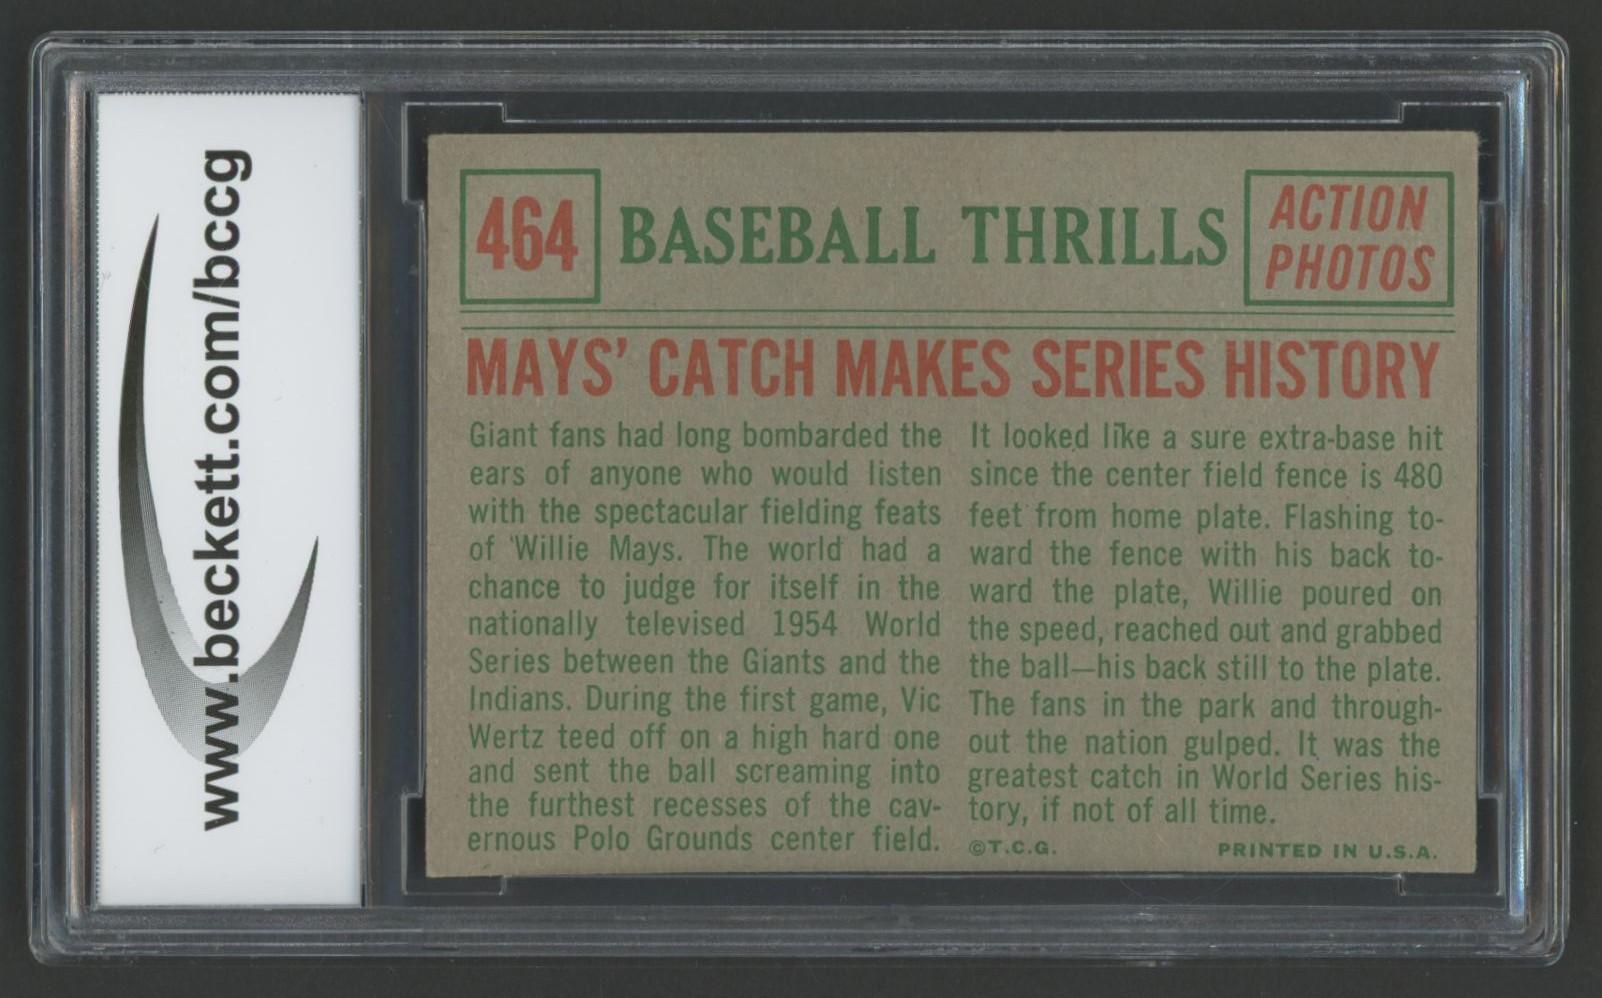 www.beckett.com/bccg
464
BASEBALL THRILLS
ACTION
PHOTOS
MAYS' CATCH MAKES SERIES HISTORY
Giant fans had long bombarded the
ears of anyone who would listen
with the spectacular fielding feats
of Willie Mays. The world had a
chance to judge for itself in the
nationally televised 1954 World
Series between the Giants and the
Indians. During the first game, Vic
Wertz teed off on a high hard one
and sent the ball screaming into
the furthest recesses of the cav-
ernous Polo Grounds center field.
It looked like a sure extra-base hit
since the center field fence is 480
feet from home plate. Flashing to-
ward the fence with his back to-
ward the plate, Willie poured on
the speed, reached out and grabbed
the ball—his back still to the plate.
The fans in the park and through-
out the nation gulped. It was the
greatest catch in World Series his-
tory, if not of all time.
©T.C.G.
PRINTED IN U.S.A.